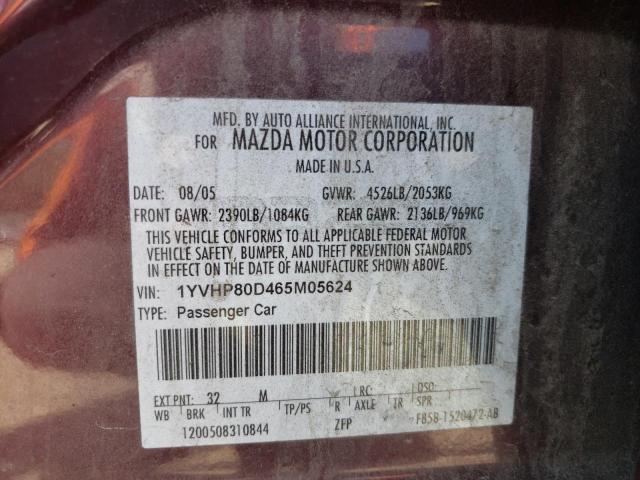 MFD. BY AUTO ALLIANCE INTERNATIONAL, INC.
FOR MAZDA MOTOR CORPORATION
MADE IN U.S.A.
DATE: 08/05 GVWR: 4526LB/2053KG
FRONT GAWR: 2390LB/1084KG REAR GAWR: 2136LB/969KG
THIS VEHICLE CONFORMS TO ALL APPLICABLE FEDERAL MOTOR
VEHICLE SAFETY, BUMPER, AND THEFT PREVENTION STANDARDS
IN EFFECT ON THE DATE OF MANUFACTURE SHOWN ABOVE.
VIN: 1YVHP80D465M05624
TYPE: Passenger Car
EXT PNT: 32 M LRC: DSO:
WB BRK INT TR TP/PS R AXLE TR SPR
1200508310844 ZFP F85B-1520472-AB